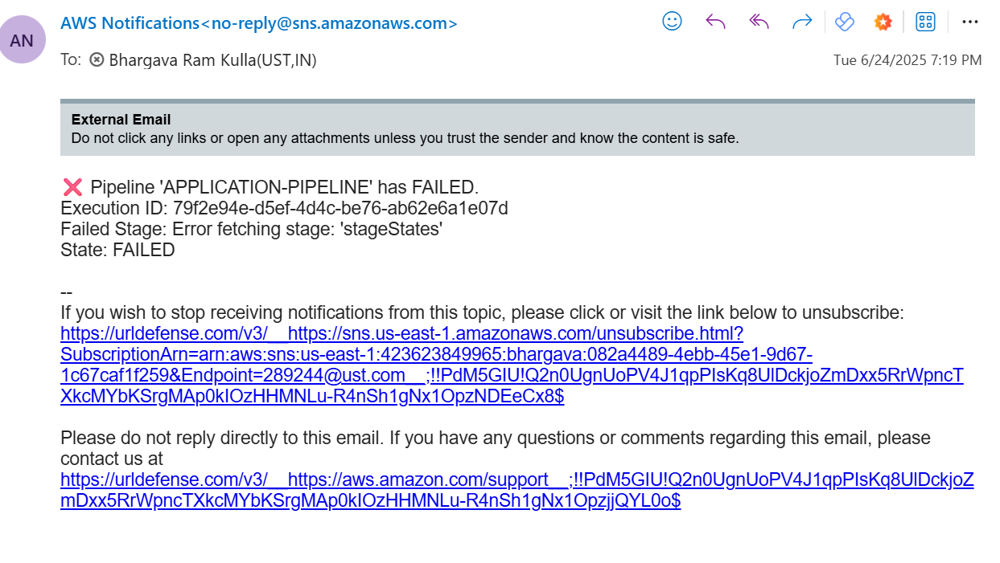 AN
AWS Notifications<no-reply@sns.amazonaws.com>
To: Bhargava Ram Kulla(UST,IN)
Tue 6/24/2025 7:19 PM
External Email
Do not click any links or open any attachments unless you trust the sender and know the content is safe.
❌ Pipeline 'APPLICATION-PIPELINE' has FAILED.
Execution ID: 79f2e94e-d5ef-4d4c-be76-ab62e6a1e07d
Failed Stage: Error fetching stage: 'stageStates'
State: FAILED
--
If you wish to stop receiving notifications from this topic, please click or visit the link below to unsubscribe:
https://urldefense.com/v3/__https://sns.us-east-1.amazonaws.com/unsubscribe.html?
SubscriptionArn=arn:aws:sns:us-east-1:423623849965:bhargava:082a4489-4ebb-45e1-9d67-
1c67caf1f259&Endpoint=289244@ust.com__;!!PdM5GIU!Q2n0UgnUoPV4J1qpPIsKq8UlDckjoZmDxx5RrWpncT
XkcMYbKSrgMAp0kIOzHHMNLu-R4nSh1gNx1OpzNDEeCx8$
Please do not reply directly to this email. If you have any questions or comments regarding this email, please
contact us at
https://urldefense.com/v3/__https://aws.amazon.com/support__;!!PdM5GIU!Q2n0UgnUoPV4J1qpPIsKq8UlDckjoZ
mDxx5RrWpncTXkcMYbKSrgMAp0kIOzHHMNLu-R4nSh1gNx1OpzjjQYL0o$